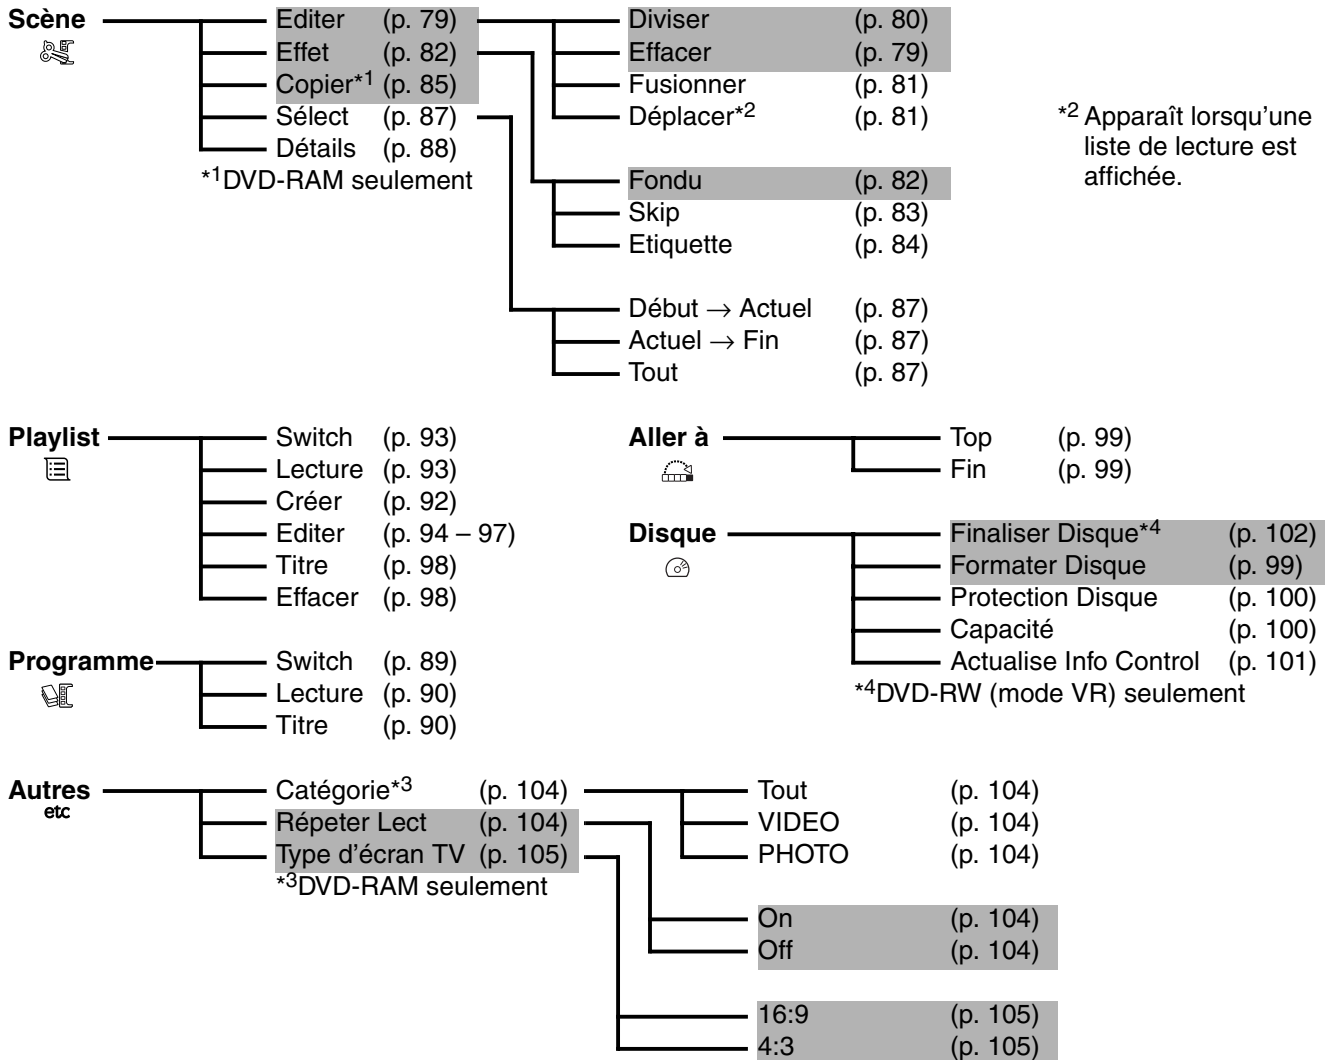 Scène
Editer (p. 79)
Effet (p. 82)
Copier*1 (p. 85)
Sélect (p. 87)
Détails (p. 88)
*1DVD-RAM seulement
Diviser (p. 80)
Effacer (p. 79)
Fusionner (p. 81)
Déplacer*2 (p. 81)
*2 Apparaît lorsqu'une
liste de lecture est
affichée.
Fondu (p. 82)
Skip (p. 83)
Etiquette (p. 84)
Début → Actuel (p. 87)
Actuel → Fin (p. 87)
Tout (p. 87)
Playlist
Switch (p. 93)
Lecture (p. 93)
Créer (p. 92)
Editer (p. 94 – 97)
Titre (p. 98)
Effacer (p. 98)
Aller à
Top (p. 99)
Fin (p. 99)
Disque
Finaliser Disque*4 (p. 102)
Formater Disque (p. 99)
Protection Disque (p. 100)
Capacité (p. 100)
Actualise Info Control (p. 101)
*4DVD-RW (mode VR) seulement
Programme
Switch (p. 89)
Lecture (p. 90)
Titre (p. 90)
Autres
etc
Catégorie*3 (p. 104)
Répeter Lect (p. 104)
Type d'écran TV (p. 105)
*3DVD-RAM seulement
Tout (p. 104)
VIDEO (p. 104)
PHOTO (p. 104)
On (p. 104)
Off (p. 104)
16:9 (p. 105)
4:3 (p. 105)